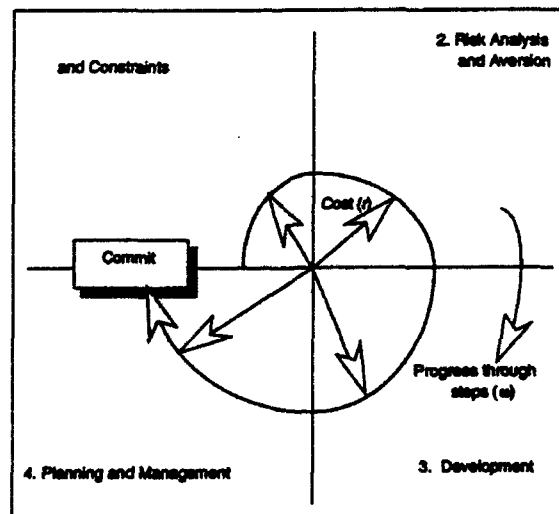 2. Risk Analysis
and Aversion
and Constraints
Cost (r)
Commit
Progress through
steps (ω)
4. Planning and Management
3. Development